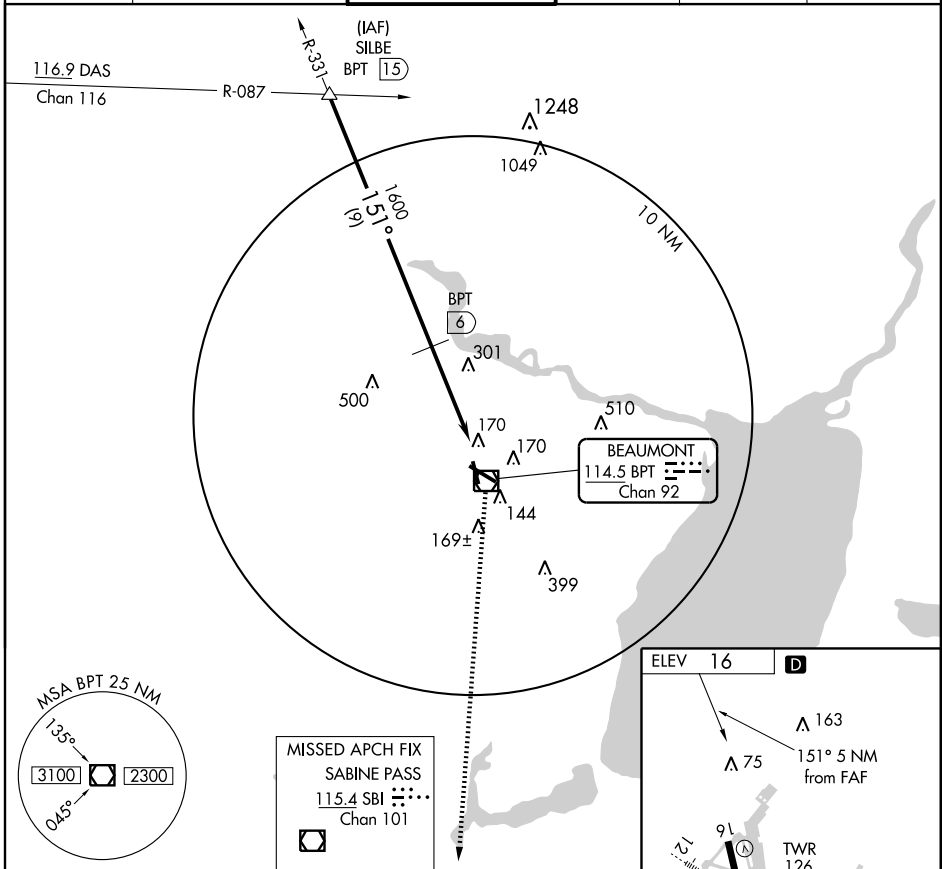 (IAF)
SILBE
BPT 15
R-331
116.9 DAS
Chan 116
R-087
1248
1049
1600
151°
(9)
10 NM
BPT
6
301
500
510
170
170
BEAUMONT
114.5 BPT
Chan 92
144
169±
399
MSA BPT 25 NM
135°
3100
2300
045°
MISSED APCH FIX
SABINE PASS
115.4 SBI
Chan 101
ELEV 16
D
163
75
151° 5 NM
from FAF
16
12
V
TWR
126